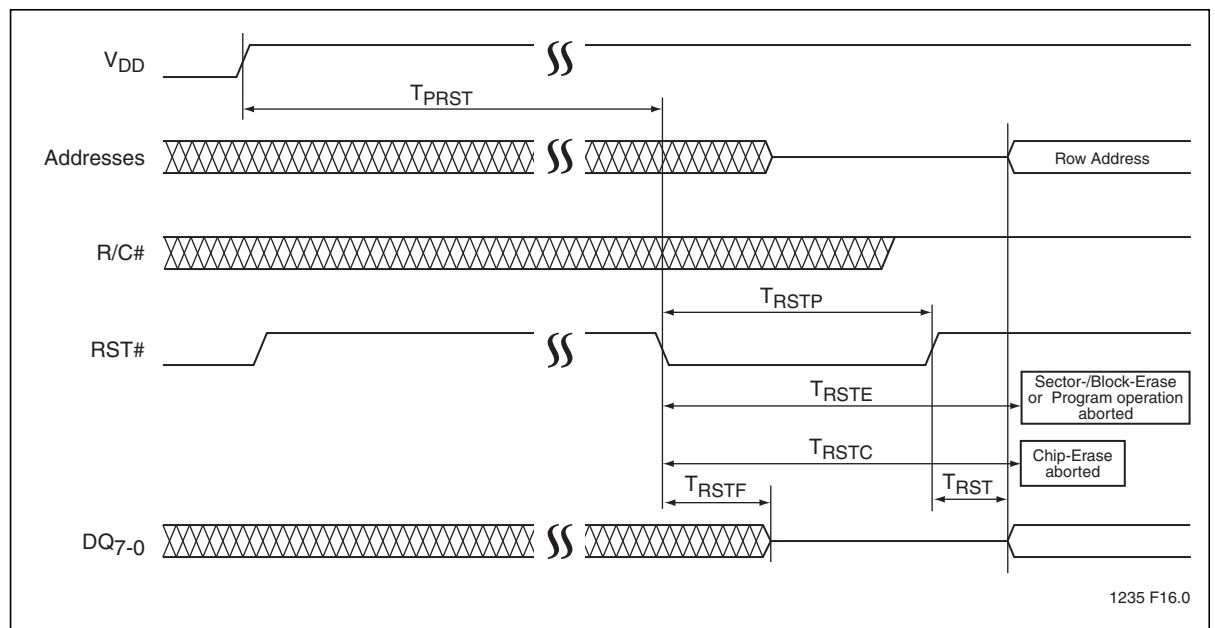 VDD
TPRST
Addresses
Row Address
R/C#
TRSTP
RST#
TRSTE
Sector-/Block-Erase
or Program operation
aborted
TRSTC
Chip-Erase
aborted
TRSTF
TRST
DQ7-0
1235 F16.0